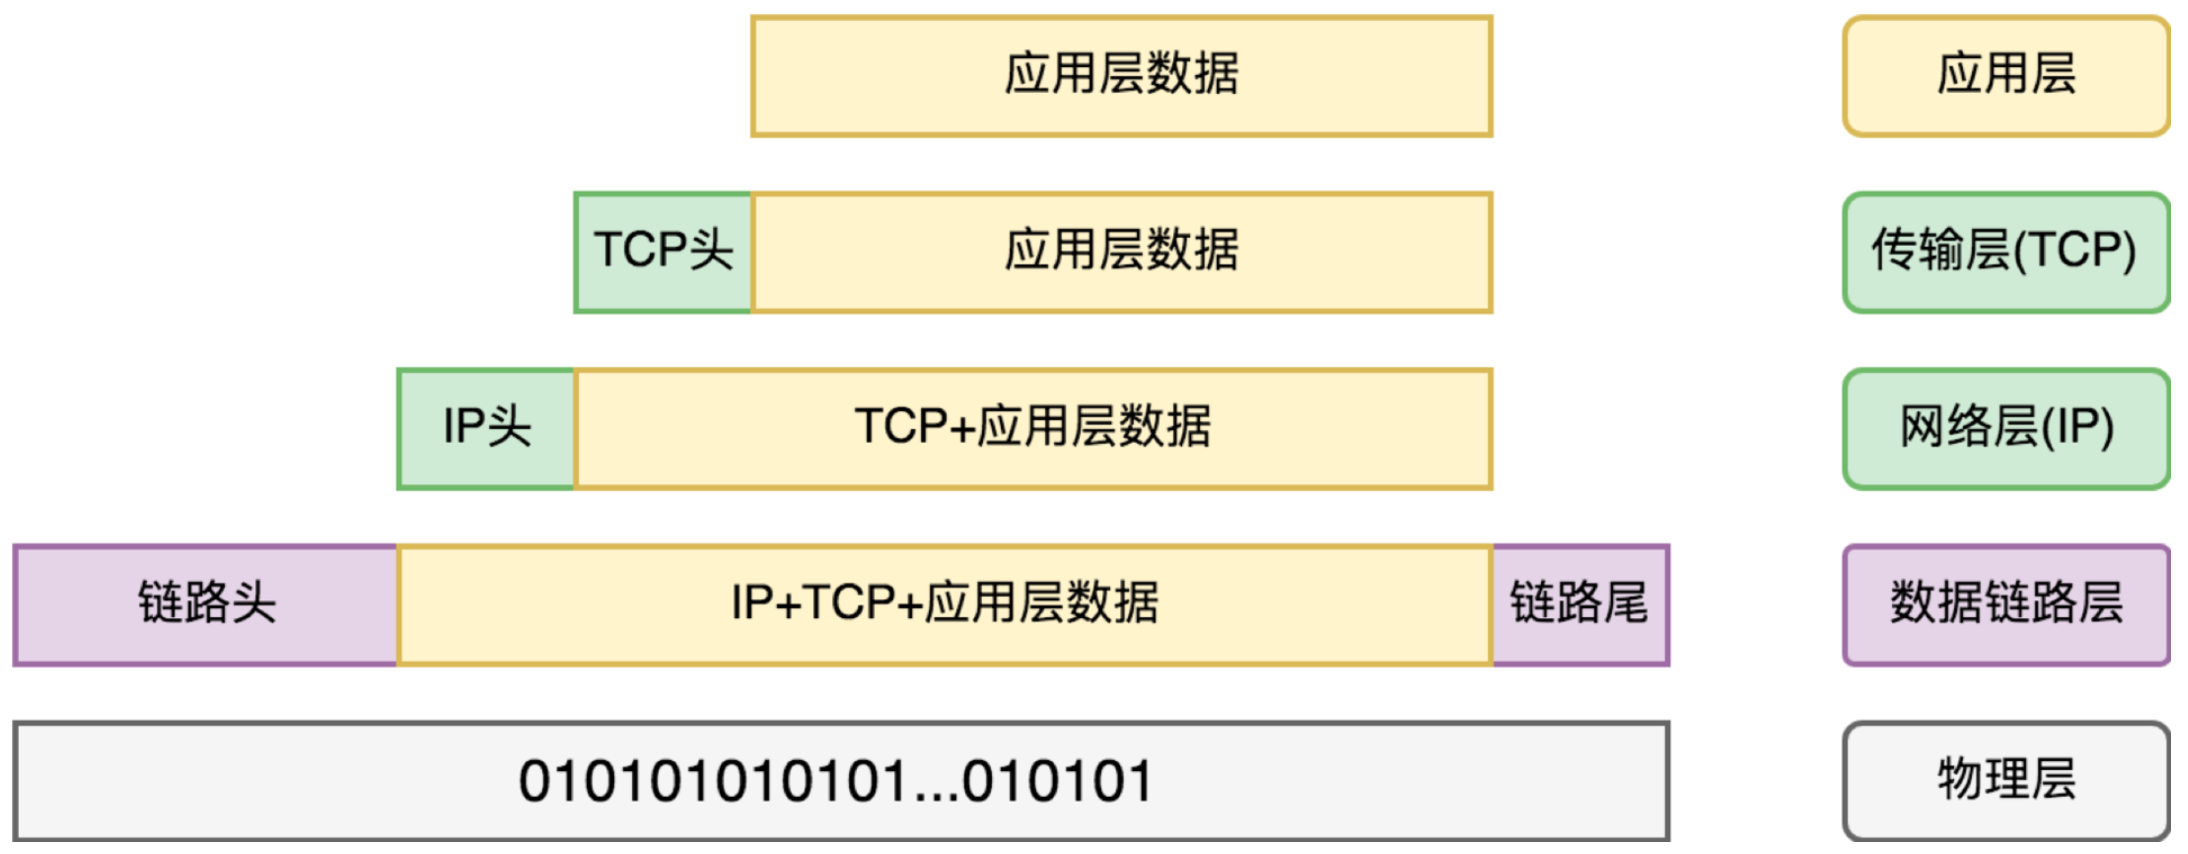 应用层数据 应用层
TCP头 应用层数据 传输层(TCP)
IP头 TCP+应用层数据 网络层(IP)
链路头 IP+TCP+应用层数据 链路尾 数据链路层
010101010101...010101 物理层